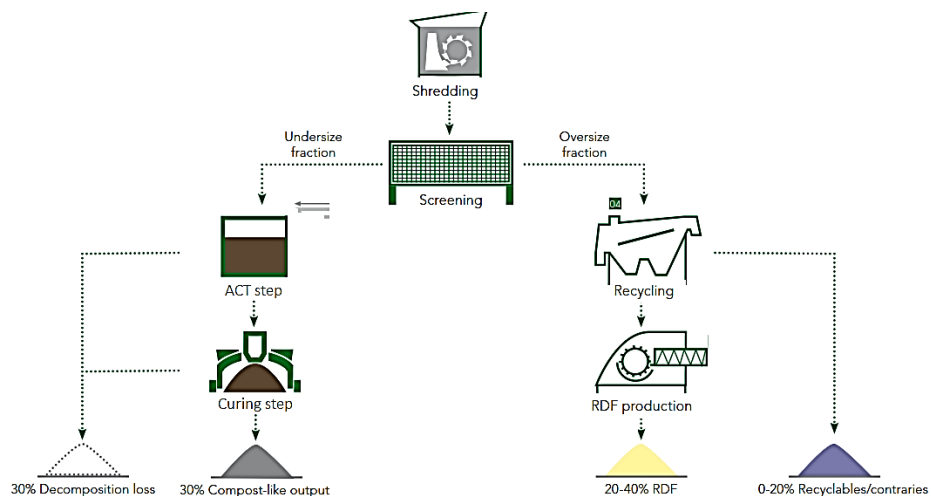 Shredding
Undersize
fraction
Oversize
fraction
Screening
04
ACT step
Recycling
Curing step
RDF production
30% Decomposition loss
30% Compost-like output
20-40% RDF
0-20% Recyclables/contraries